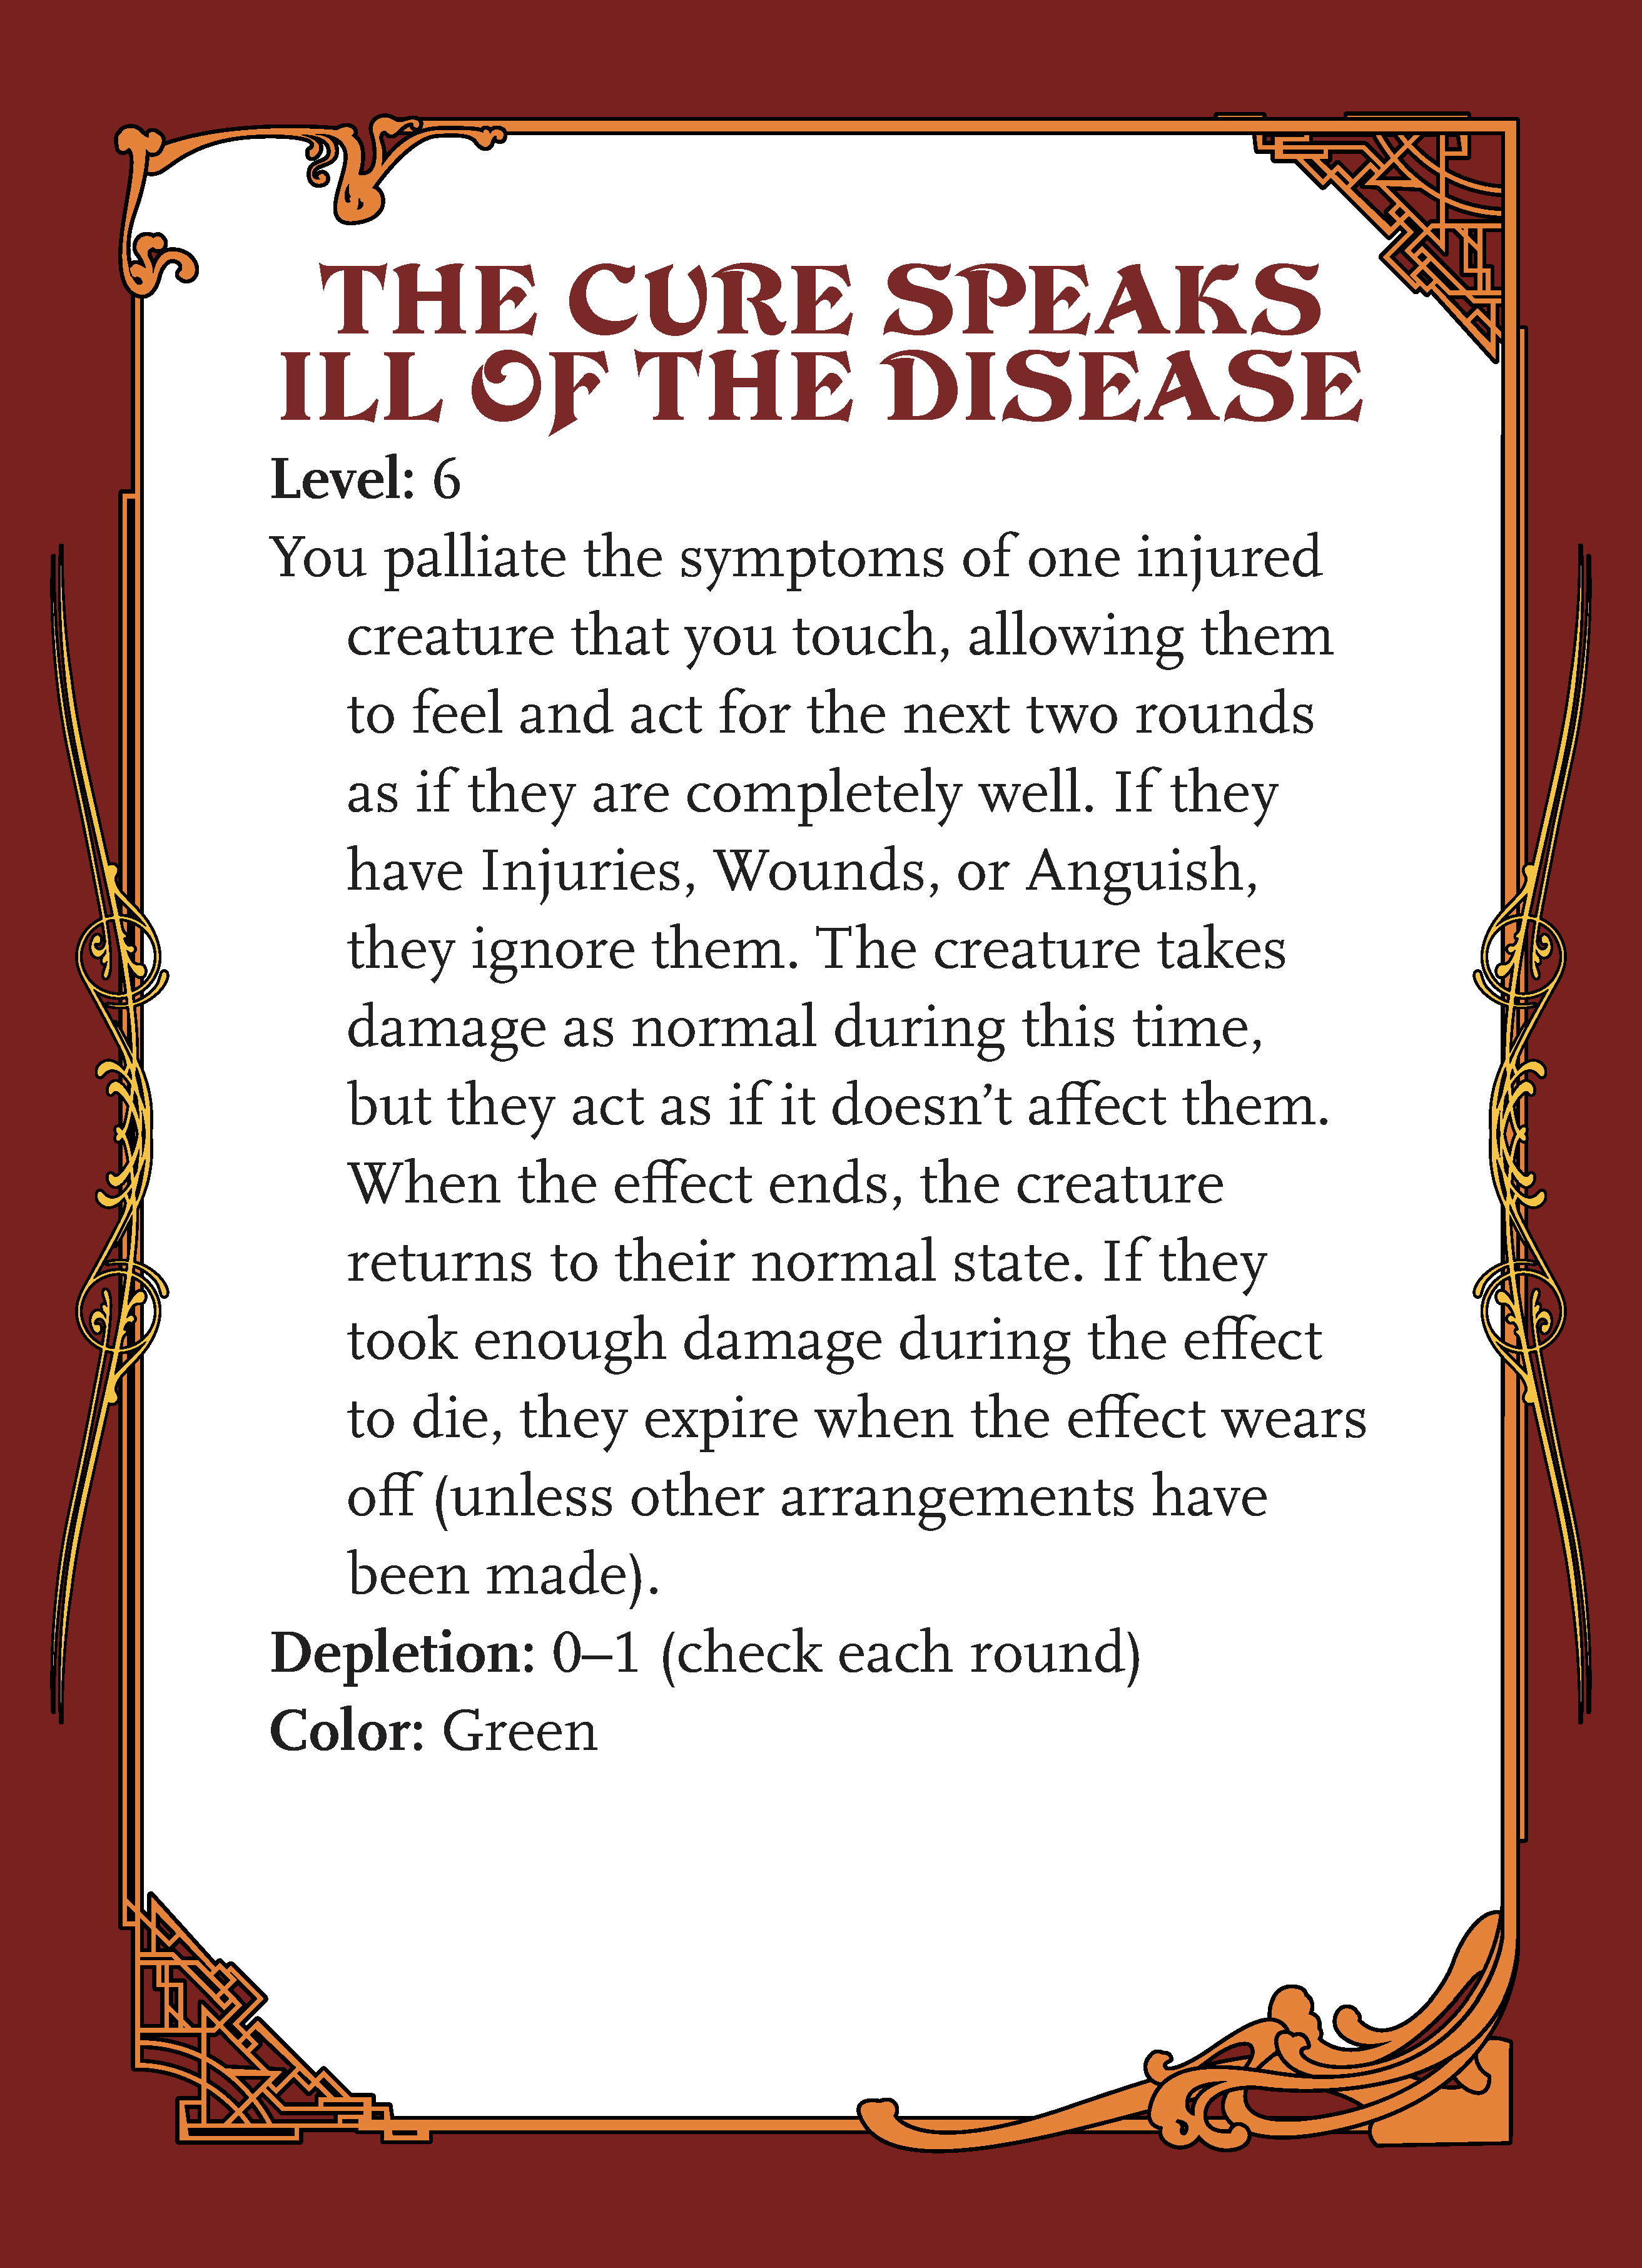 THE CURE SPEAKS
ILL OF THE DISEASE
Level: 6
You palliate the symptoms of one injured
creature that you touch, allowing them
to feel and act for the next two rounds
as if they are completely well. If they
have Injuries, Wounds, or Anguish,
they ignore them. The creature takes
damage as normal during this time,
but they act as if it doesn’t affect them.
When the effect ends, the creature
returns to their normal state. If they
took enough damage during the effect
to die, they expire when the effect wears
off (unless other arrangements have
been made).
Depletion: 0–1 (check each round)
Color: Green